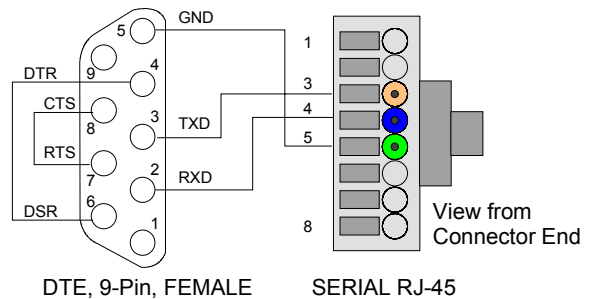 GND
5
1
4
DTR
9
3
CTS
3
4
8
TXD
5
RTS
2
7
RXD
6
DSR
1
8
View from
Connector End
DTE, 9-Pin, FEMALE
SERIAL RJ-45